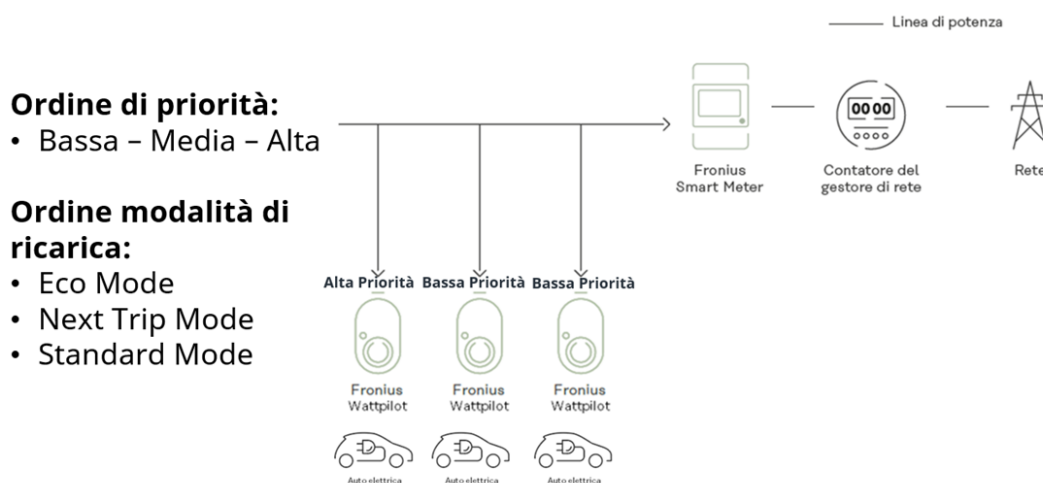 Linea di potenza
Ordine di priorità:
• Bassa – Media – Alta
Ordine modalità di
ricarica:
• Eco Mode
• Next Trip Mode
• Standard Mode
00 00
Fronius
Smart Meter
Contatore del
gestore di rete
Rete
Alta Priorità Bassa Priorità Bassa Priorità
Fronius Fronius Fronius
Wattpilot Wattpilot Wattpilot
Auto elettrica Auto elettrica Auto elettrica